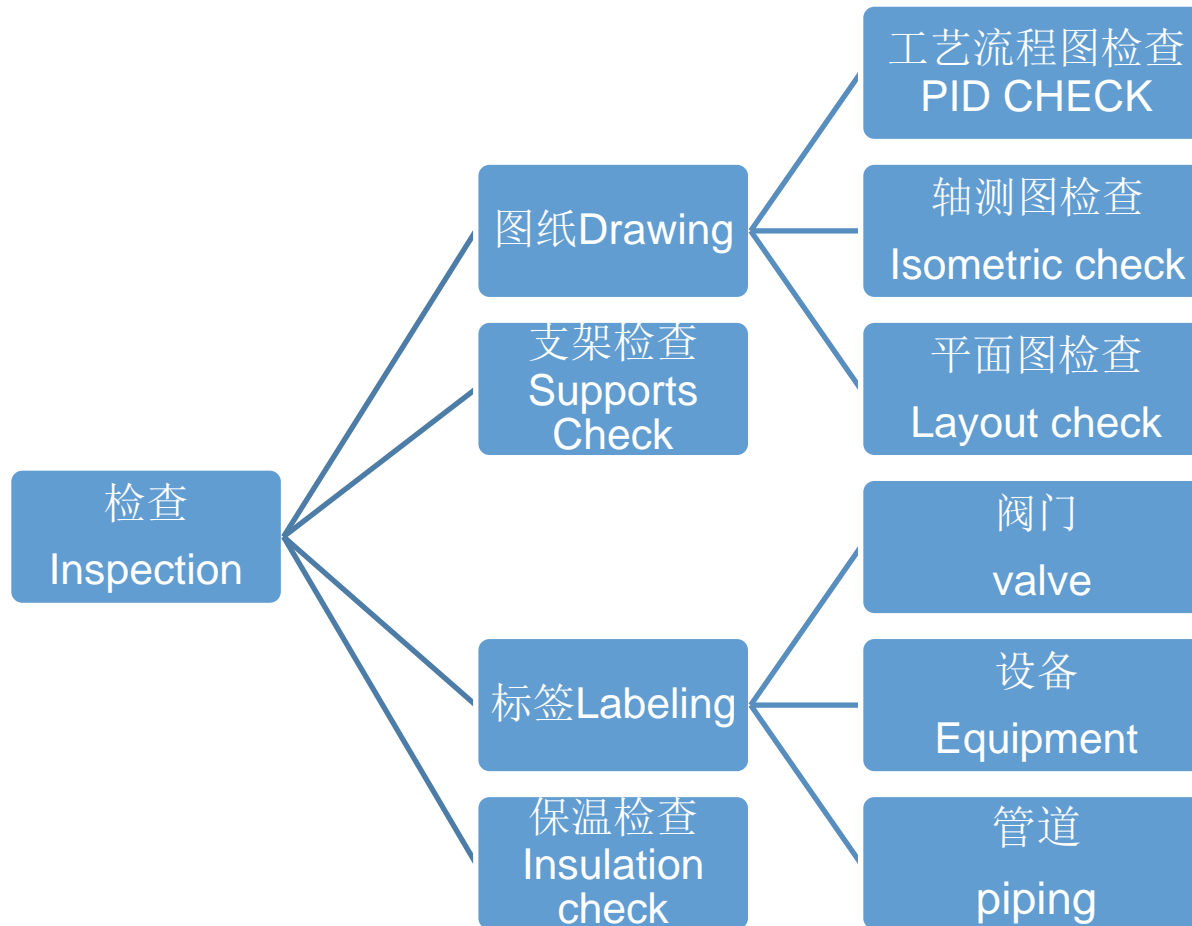 检查
Inspection
图纸Drawing
工艺流程图检查
PID CHECK
轴测图检查
Isometric check
平面图检查
Layout check
支架检查
Supports
Check
标签Labeling
阀门
valve
设备
Equipment
管道
piping
保温检查
Insulation
check